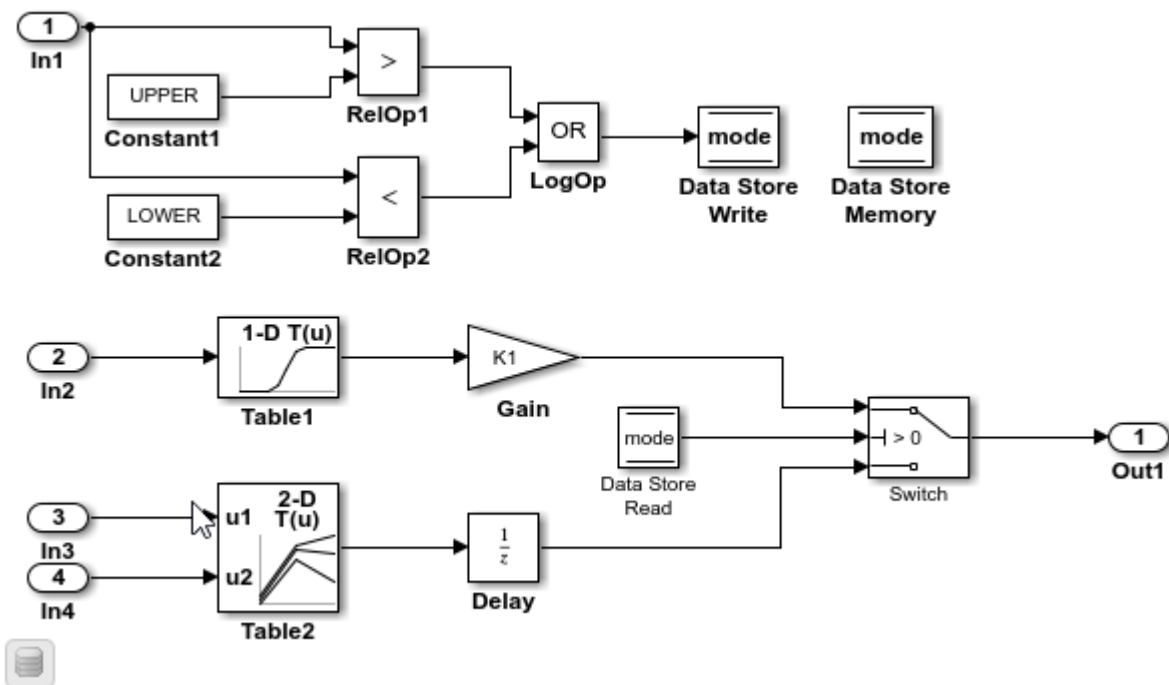 1
In1
UPPER
Constant1
>
RelOp1
OR
LogOp
mode
Data Store
Write
mode
Data Store
Memory
LOWER
Constant2
<
RelOp2
2
In2
1-D T(u)
Table1
K1
Gain
mode
Data Store
Read
> 0
Switch
1
Out1
3
In3
4
In4
u1
u2
2-D
T(u)
Table2
1
z
Delay